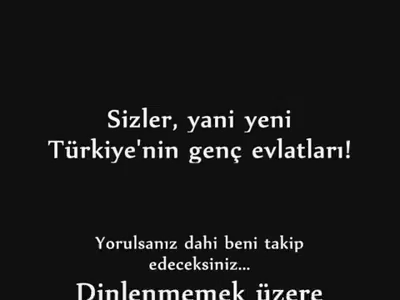 Sizler, yani yeni
Türkiye'nin genç evlatları!
Yorulsanız dahi beni takip
edeceksiniz...
Dinlenmemek üzere